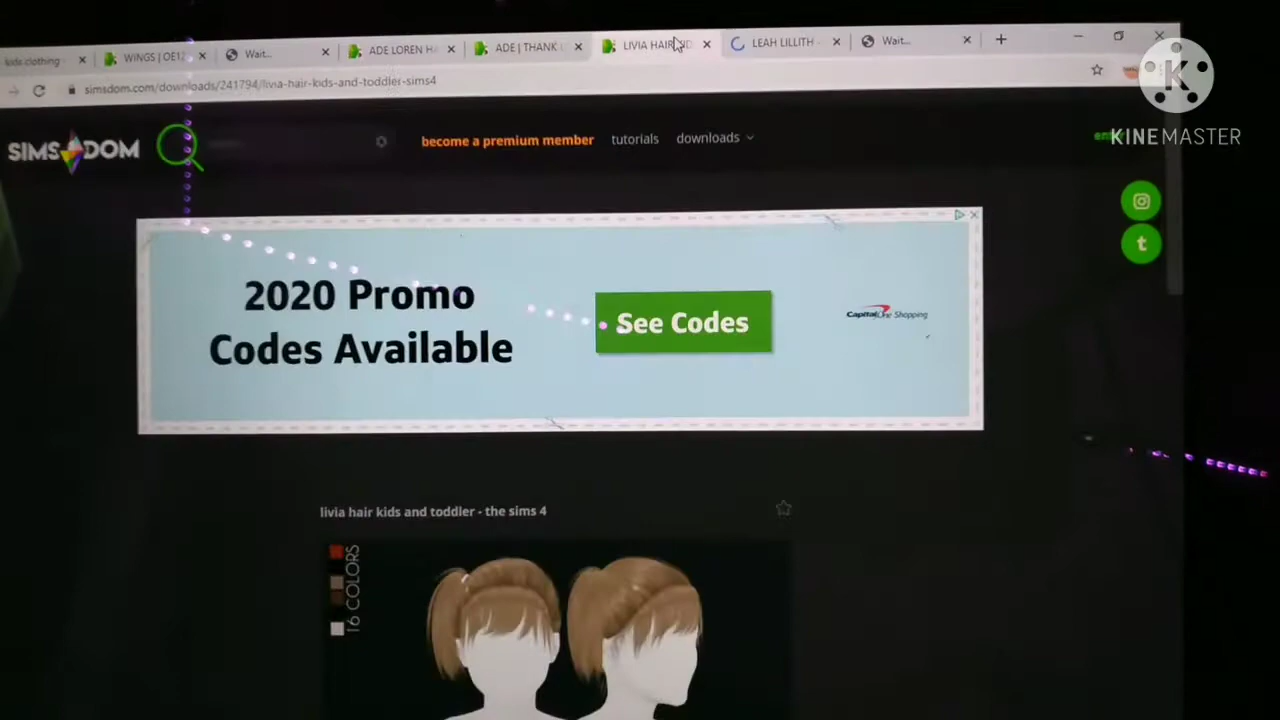 kids clothing
WINGS | OE12
Wait...
ADE LOREN HA
ADE | THANK
LIVIA HAIR
LEAH LILLITH -
Wait...
simsdom.com/downloads/241794/livia-hair-kids-and-toddler-sims4
K
KINEMASTER
SIMS DOM
become a premium member
tutorials
downloads
t
2020 Promo
Codes Available
See Codes
Capital One Shopping
livia hair kids and toddler - the sims 4
16 COLORS